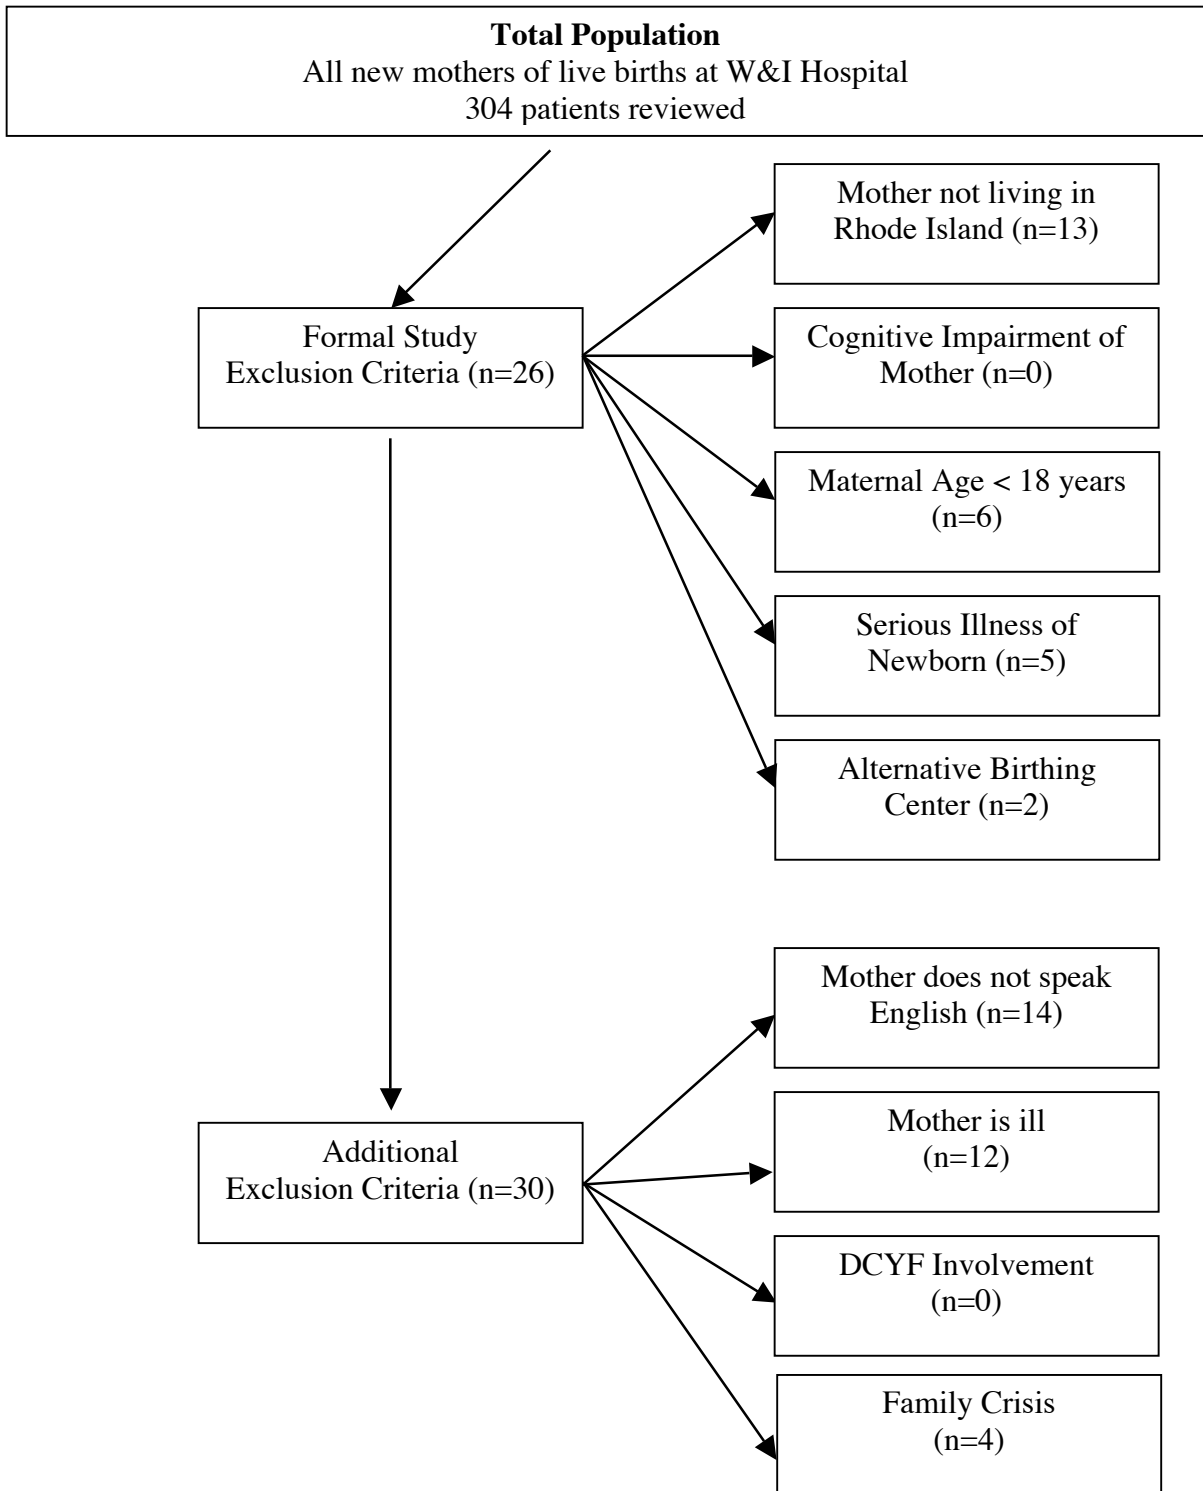 Total Population
All new mothers of live births at W&I Hospital
304 patients reviewed
Mother not living in
Rhode Island (n=13)
Formal Study
Exclusion Criteria (n=26)
Cognitive Impairment of
Mother (n=0)
Maternal Age < 18 years
(n=6)
Serious Illness of
Newborn (n=5)
Alternative Birthing
Center (n=2)
Mother does not speak
English (n=14)
Mother is ill
(n=12)
Additional
Exclusion Criteria (n=30)
DCYF Involvement
(n=0)
Family Crisis
(n=4)